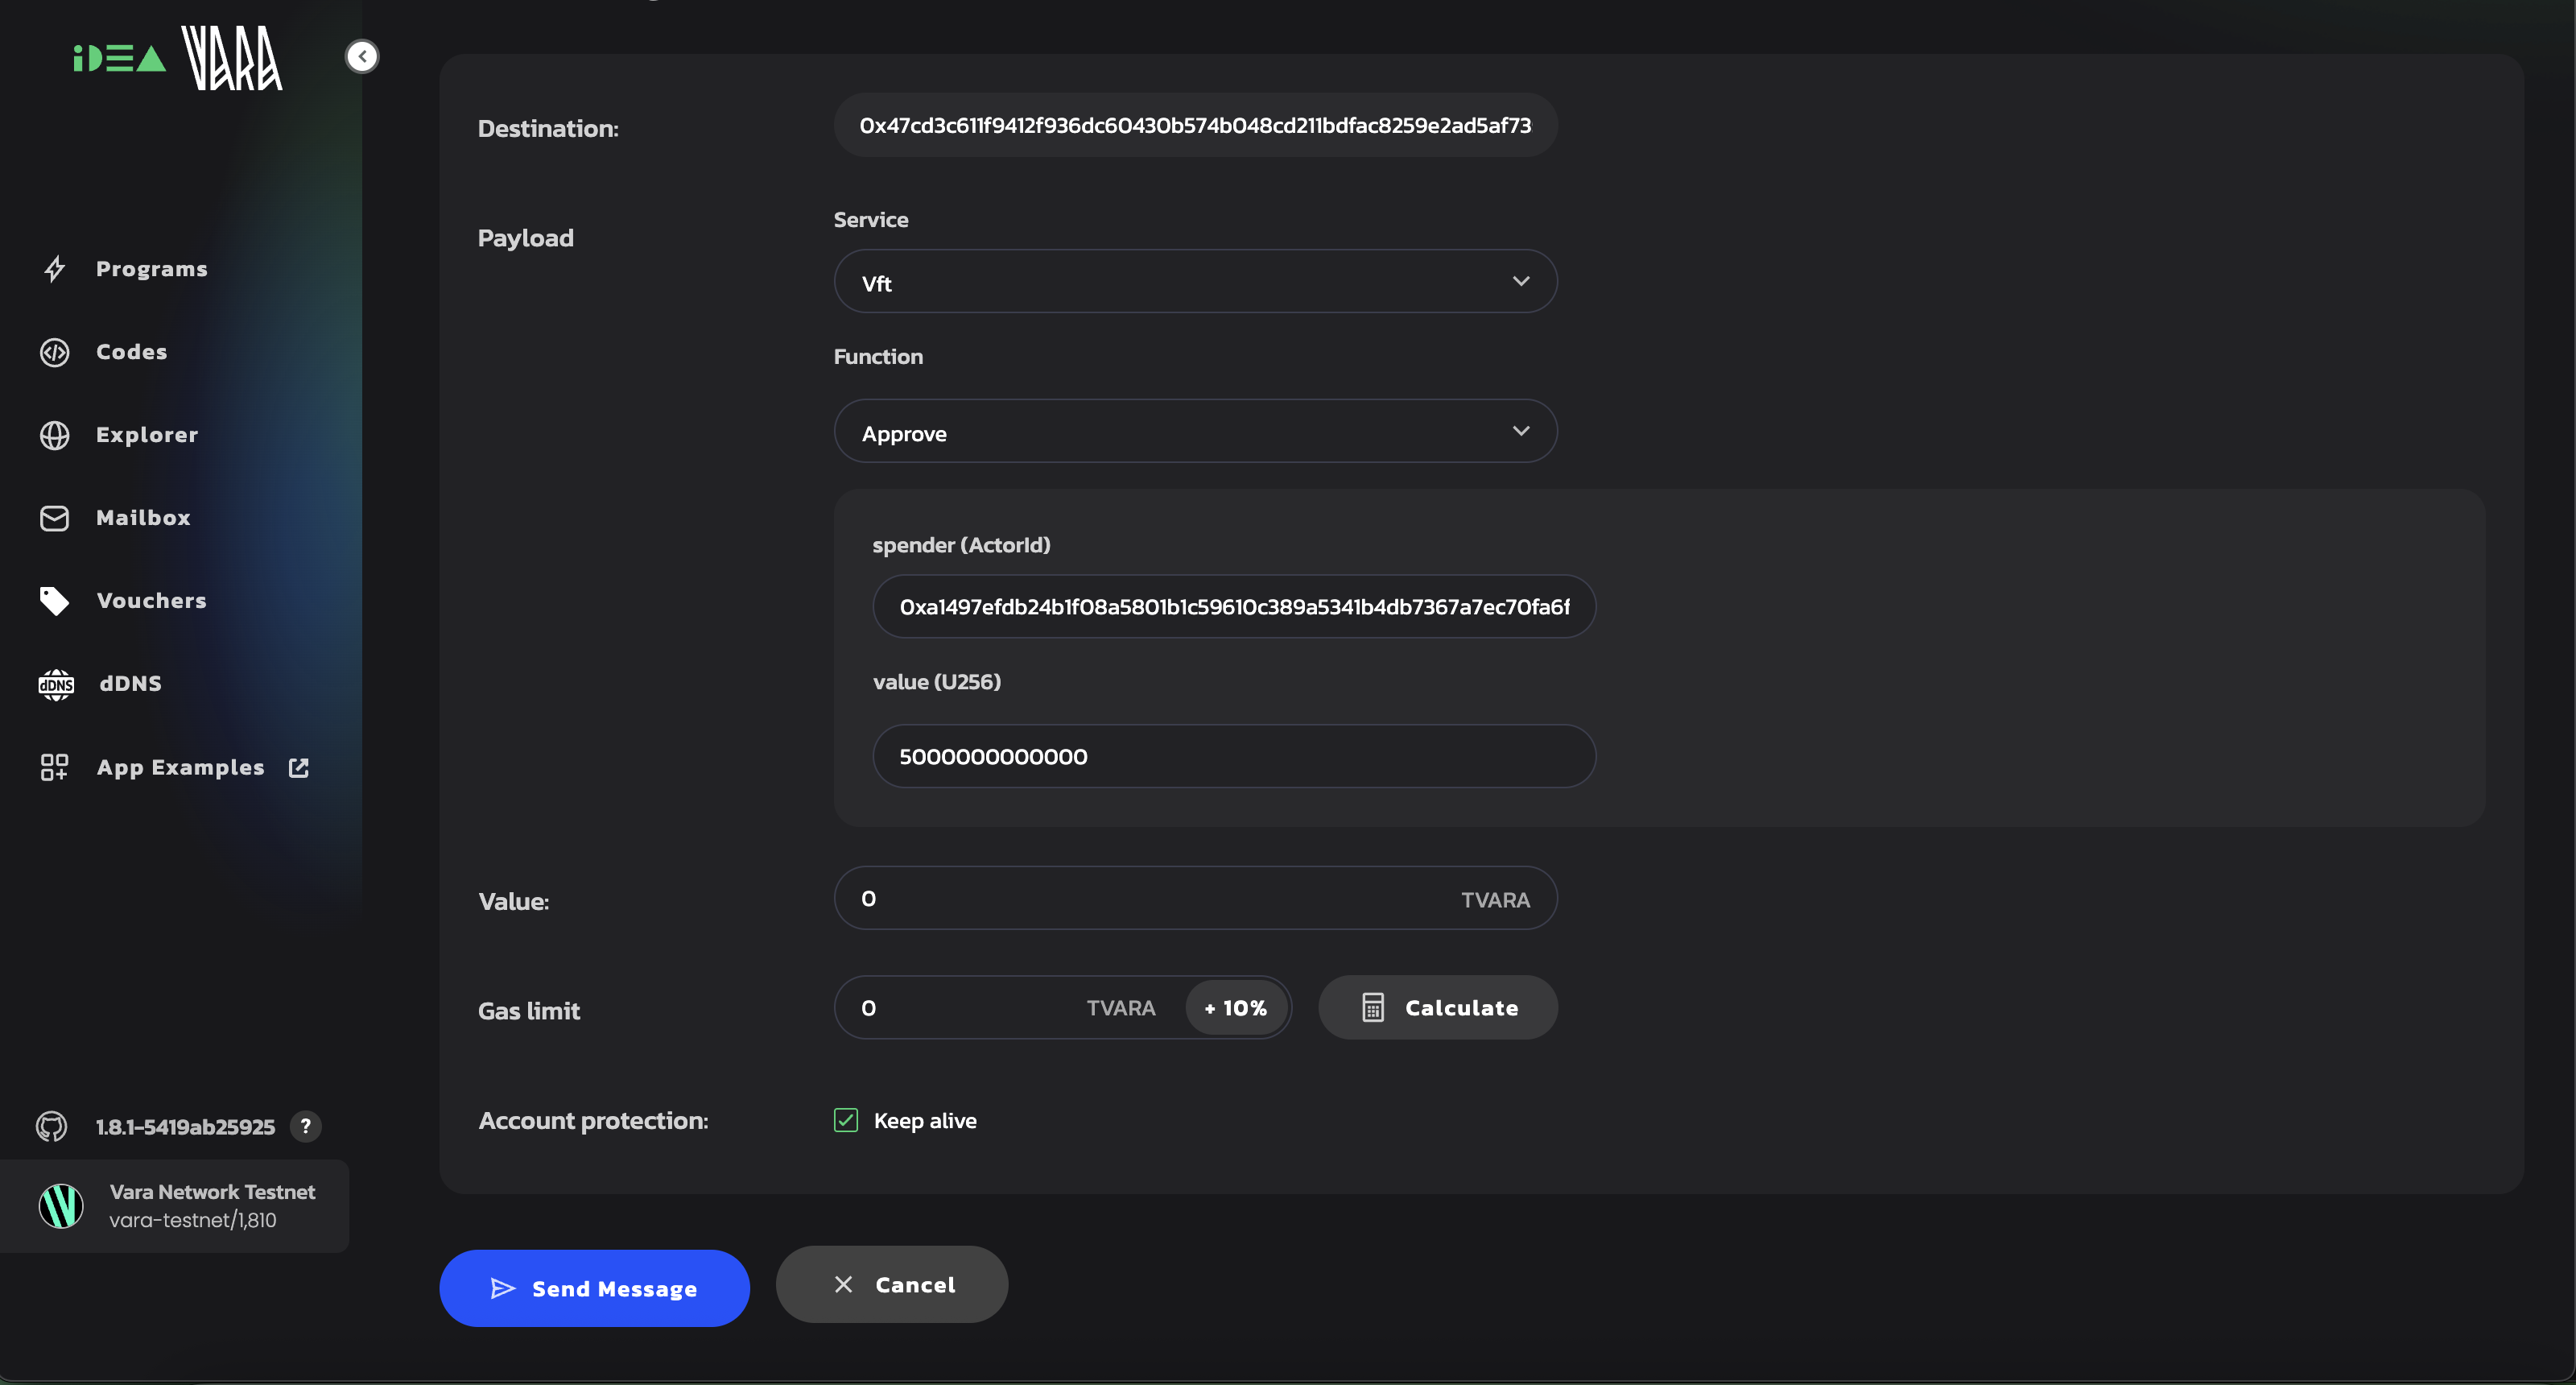 iDEA VARA
Programs
Codes
Explorer
Mailbox
Vouchers
dDNS dDNS
App Examples
1.8.1-5419ab25925 ?
Vara Network Testnet
vara-testnet/1,810
Destination:
0x47cd3c611f9412f936dc60430b574b048cd211bdfac8259e2ad5af73
Payload
Service
Vft
Function
Approve
spender (ActorId)
0xa1497efdb24b1f08a5801b1c59610c389a5341b4db7367a7ec70fa6f
value (U256)
5000000000000
Value:
0 TVARA
Gas limit
0 TVARA + 10% Calculate
Account protection:
Keep alive
Send Message
Cancel